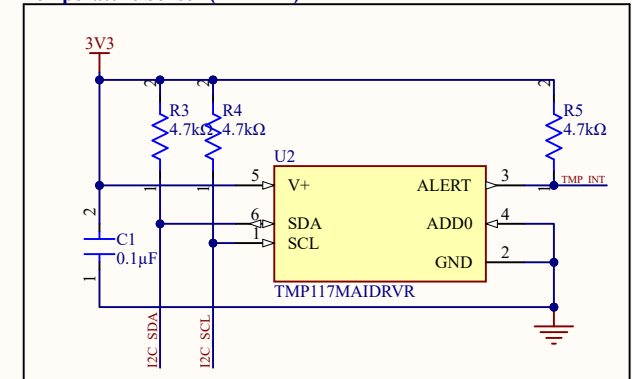 3V3
2
2
2
2
R3
4.7kΩ
R4
4.7kΩ
R5
4.7kΩ
1
1
1
U2
5
V+
ALERT
3
TMP_INT
6
SDA
ADD0
4
1
SCL
GND
2
C1
0.1µF
1
TMP117MAIDRVR
I2C_SDA
I2C_SCL